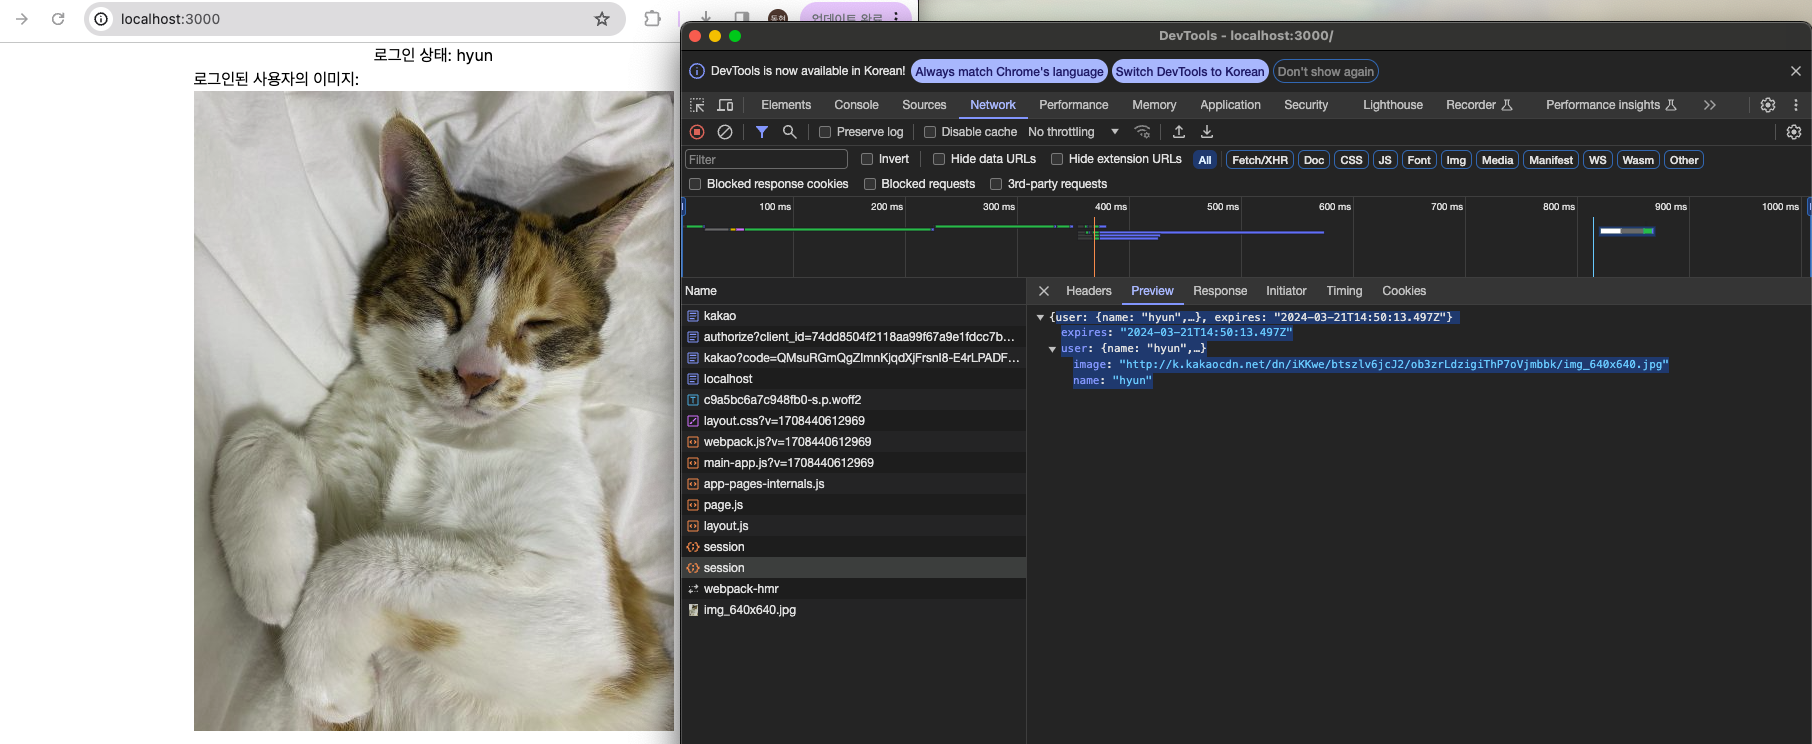 localhost:3000
업데이트 완료
로그인 상태: hyun
로그인된 사용자의 이미지:
DevTools - localhost:3000/
DevTools is now available in Korean! Always match Chrome's language Switch DevTools to Korean Don't show again
Elements Console Sources Network Performance Memory Application Security Lighthouse Recorder Performance insights
Preserve log Disable cache No throttling
Filter Invert Hide data URLs Hide extension URLs All Fetch/XHR Doc CSS JS Font Img Media Manifest WS Wasm Other
Blocked response cookies Blocked requests 3rd-party requests
100 ms 200 ms 300 ms 400 ms 500 ms 600 ms 700 ms 800 ms 900 ms 1000 ms
Name
kakao
authorize?client_id=74dd8504f2118aa99f67a9e1fdcc7b...
kakao?code=QMsuRGmQgZImnKjqdXjFrsnI8-E4rLPADF...
localhost
c9a5bc6a7c948fb0-s.p.woff2
layout.css?v=1708440612969
webpack.js?v=1708440612969
main-app.js?v=1708440612969
app-pages-internals.js
page.js
layout.js
session
session
webpack-hmr
img_640x640.jpg
Headers Preview Response Initiator Timing Cookies
{user: {name: "hyun",…}, expires: "2024-03-21T14:50:13.497Z"}
expires: "2024-03-21T14:50:13.497Z"
user: {name: "hyun",…}
image: "http://k.kakaocdn.net/dn/iKKwe/btszlv6jcJ2/ob3zrLdzigiThP7oVjmbbk/img_640x640.jpg"
name: "hyun"